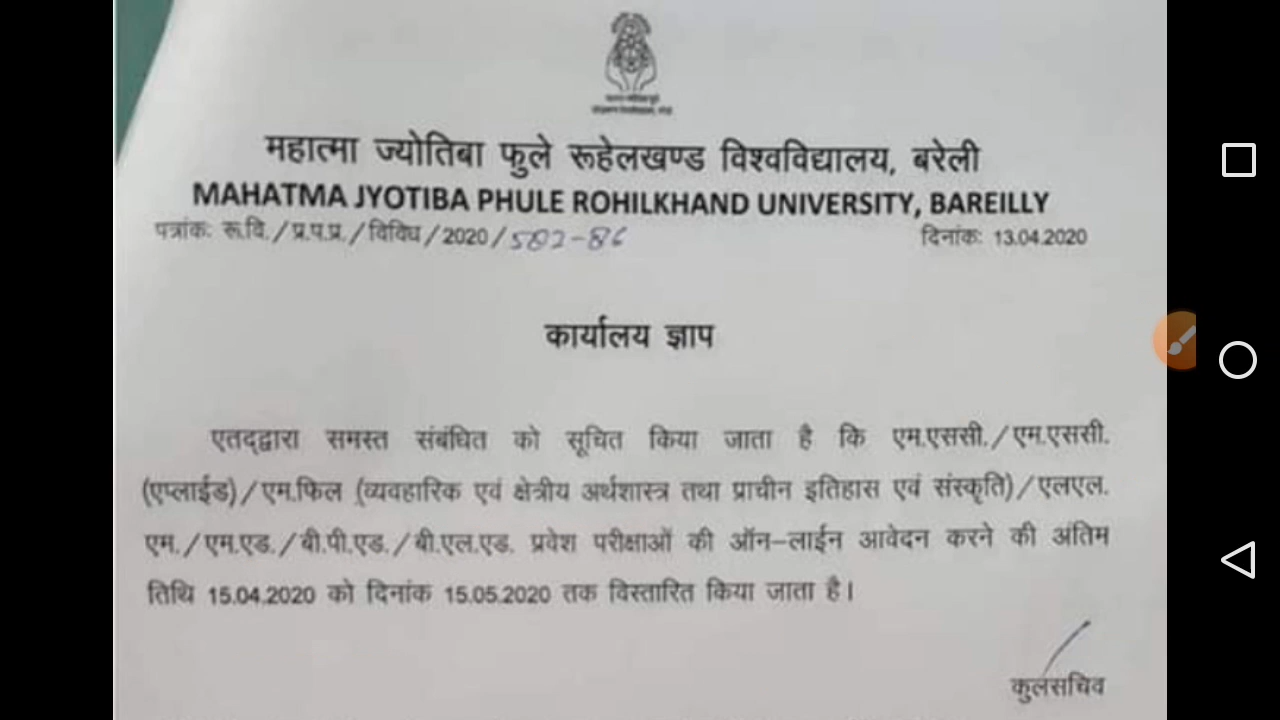 महात्मा ज्योतिबा फुले रूहेलखण्ड विश्वविद्यालय, बरेली
MAHATMA JYOTIBA PHULE ROHILKHAND UNIVERSITY, BAREILLY
पत्रांकः रू.वि./प्र.प.प्र./विविध/2020/582-86 दिनांकः 13.04.2020
कार्यालय ज्ञाप
एतद्द्वारा समस्त संबंधित को सूचित किया जाता है कि एम.एससी./एम.एससी.
(एप्लाईड)/एम.फिल (व्यवहारिक एवं क्षेत्रीय अर्थशास्त्र तथा प्राचीन इतिहास एवं संस्कृति)/एलएल.
एम./एम.एड./बी.पी.एड./बी.एल.एड. प्रवेश परीक्षाओं की ऑन-लाईन आवेदन करने की अंतिम
तिथि 15.04.2020 को दिनांक 15.05.2020 तक विस्तारित किया जाता है।
कुलसचिव